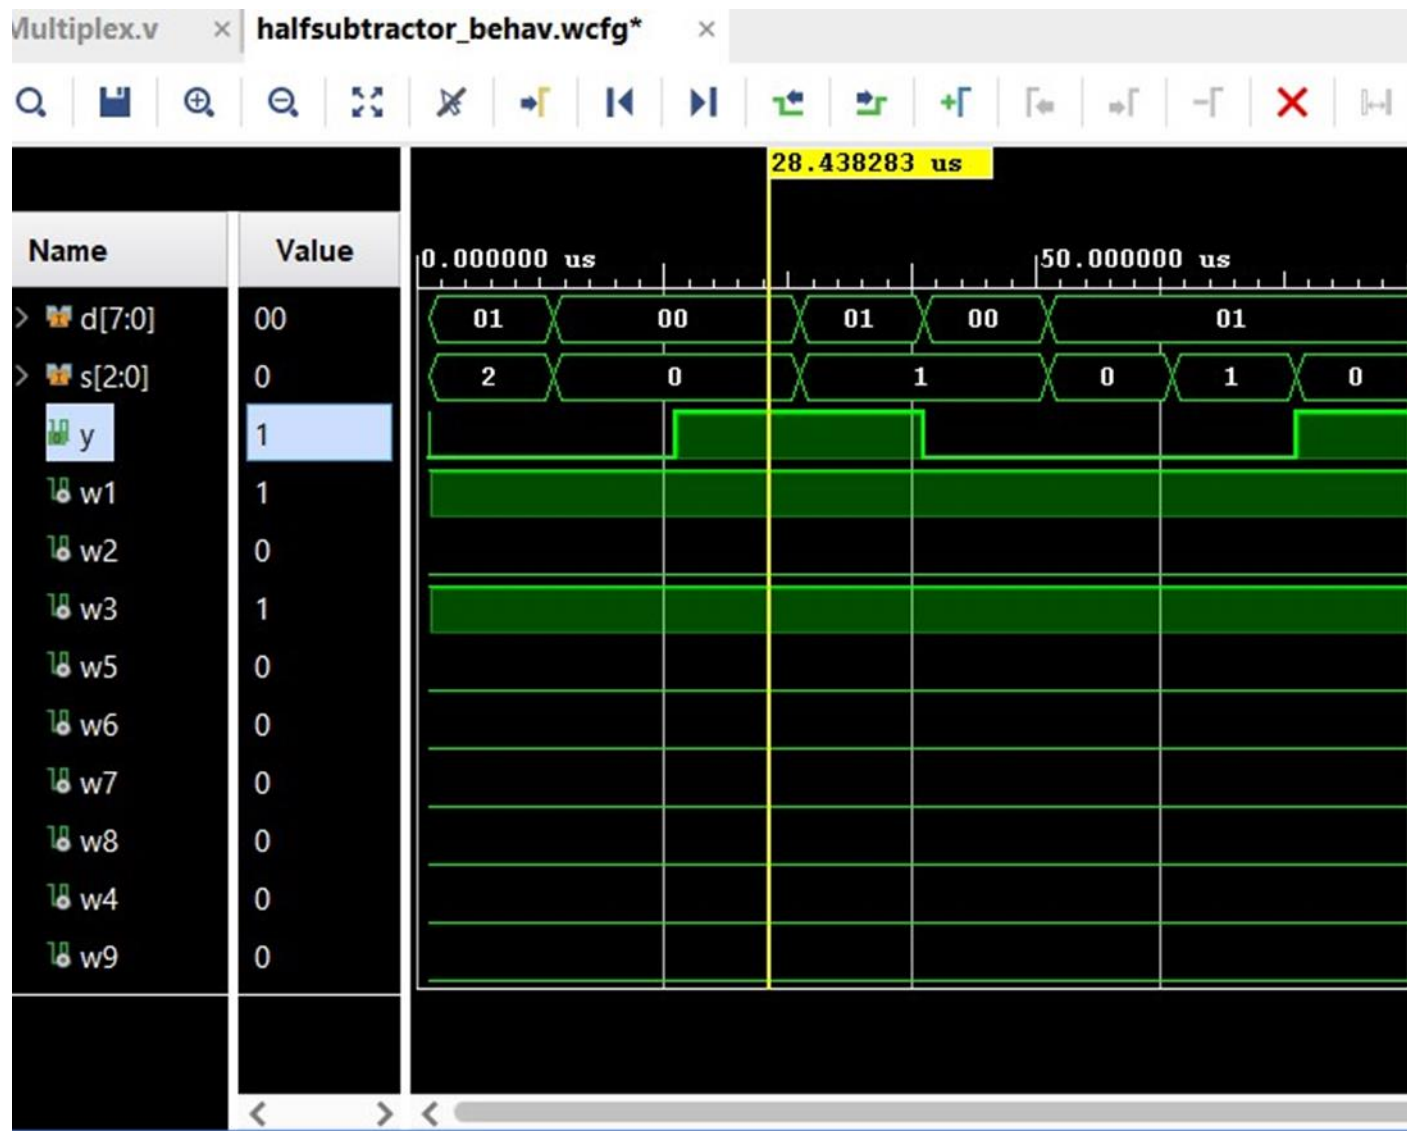 Multiplex.v × halfsubtractor_behav.wcfg* ×
28.438283 us
Name Value 0.000000 us 50.000000 us
> d[7:0] 00 01 00 01 00 01
> s[2:0] 0 2 0 1 0 1 0
y 1
w1 1
w2 0
w3 1
w5 0
w6 0
w7 0
w8 0
w4 0
w9 0